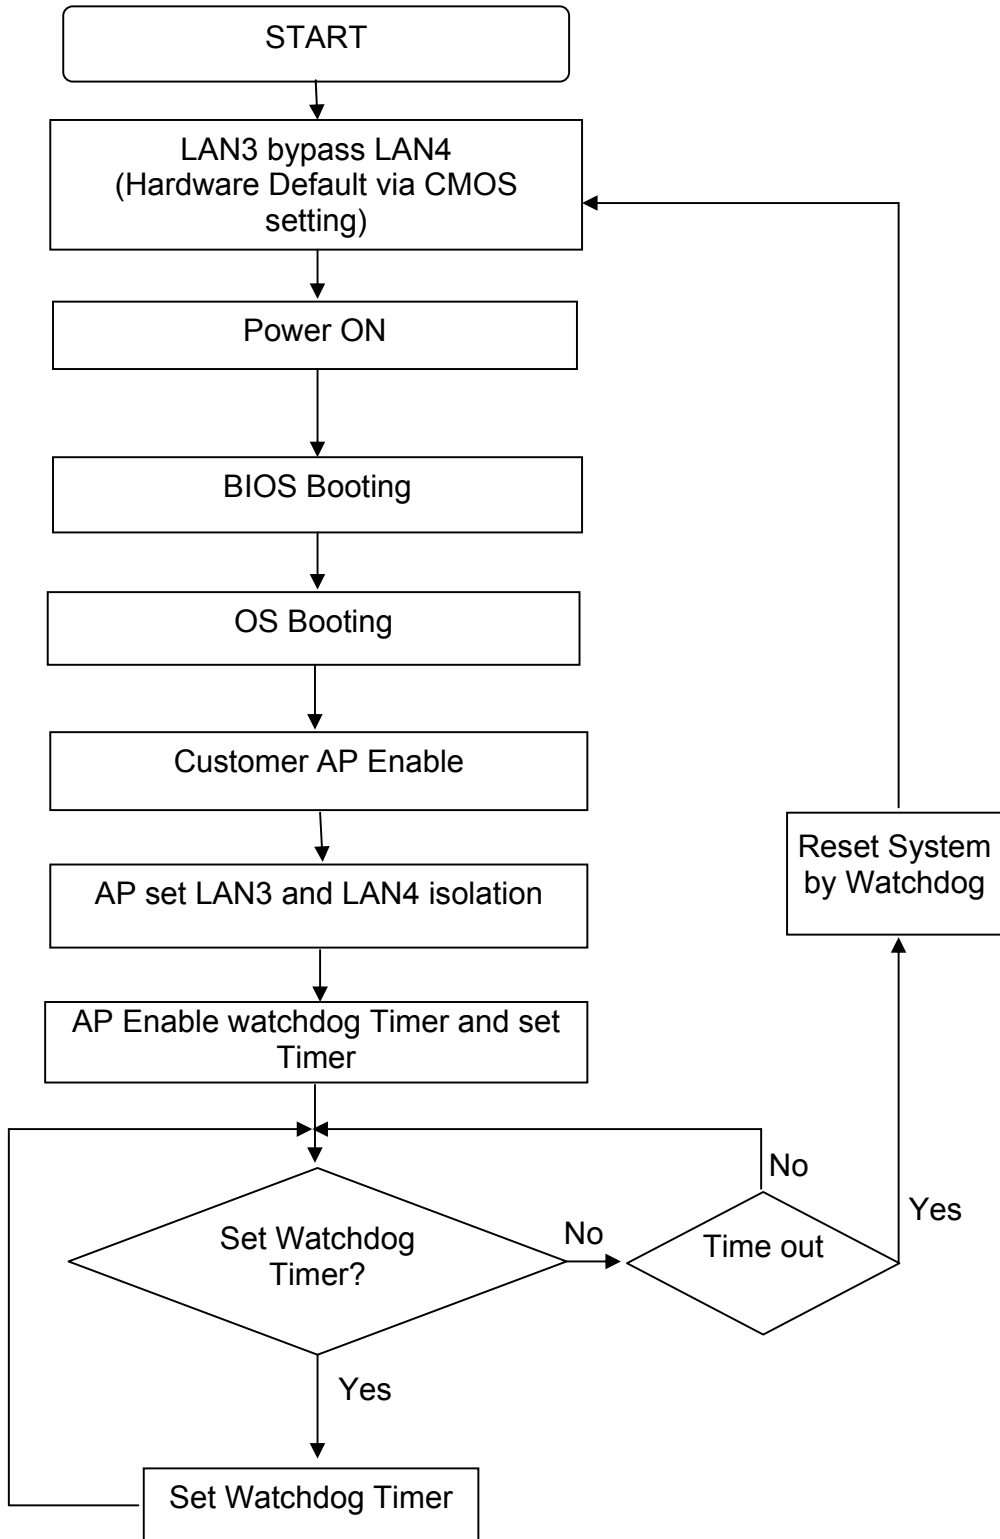 START
LAN3 bypass LAN4
(Hardware Default via CMOS
setting)
Power ON
BIOS Booting
OS Booting
Customer AP Enable
AP set LAN3 and LAN4 isolation
Reset System
by Watchdog
AP Enable watchdog Timer and set
Timer
Set Watchdog
Timer?
No
Time out
No
Yes
Yes
Set Watchdog Timer